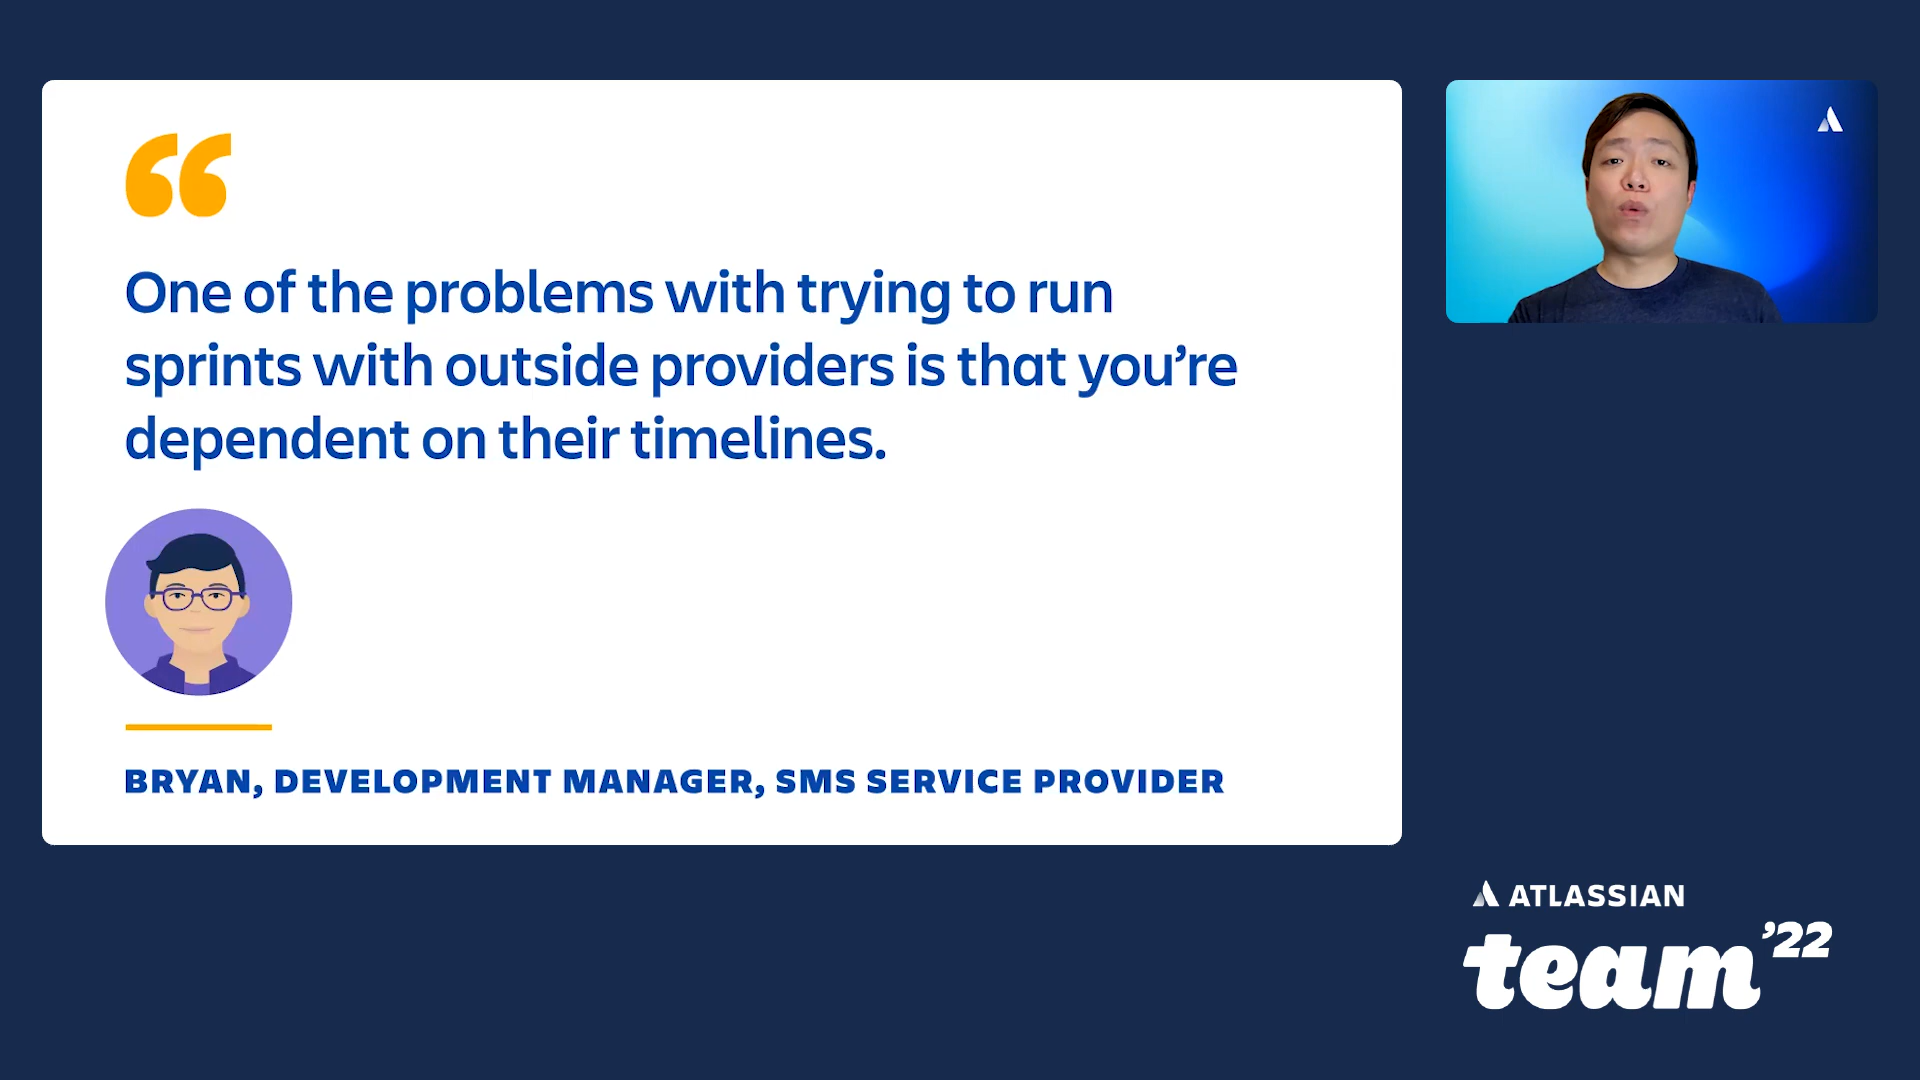 “
One of the problems with trying to run
sprints with outside providers is that you’re
dependent on their timelines.
BRYAN, DEVELOPMENT MANAGER, SMS SERVICE PROVIDER
ATLASSIAN
team ’22